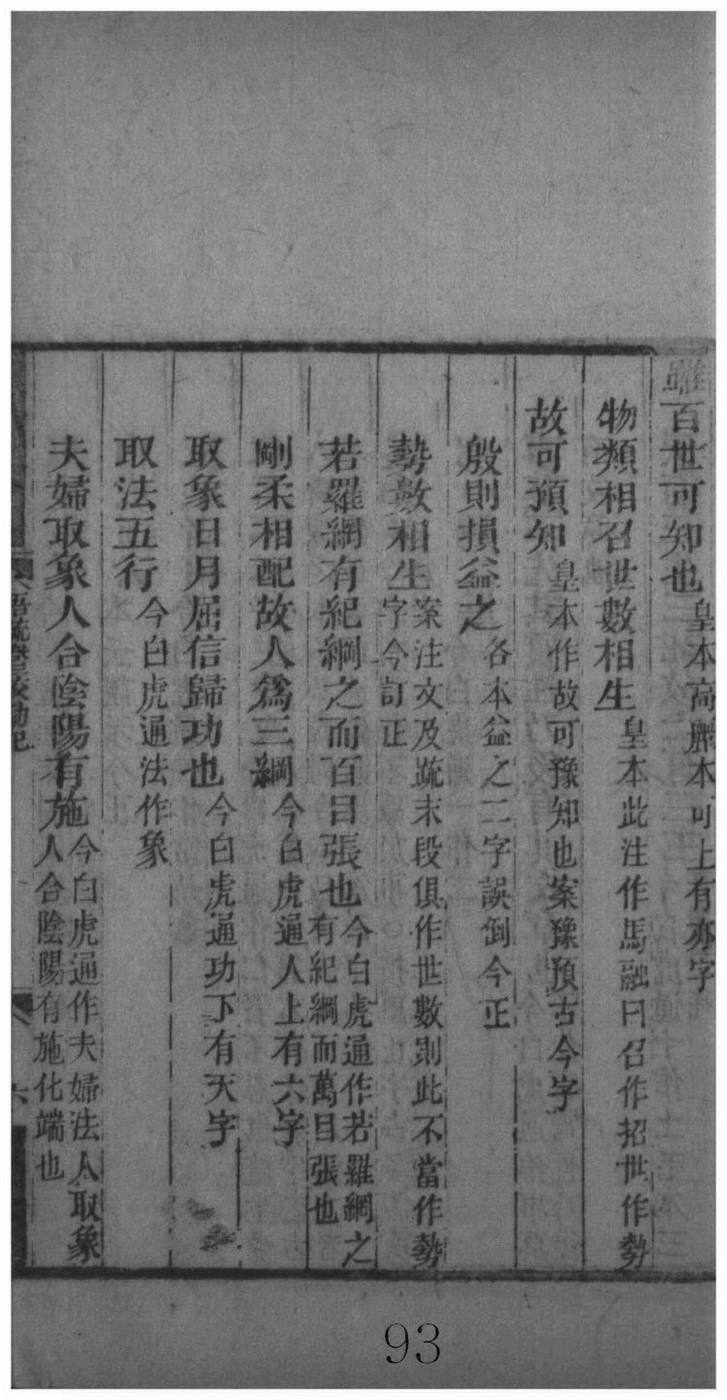 雖百世可知也皇本高麗本可上有亦字
物類相召世數相生皇本此注作馬融曰召作招世作勢
故可預知皇本作故可豫知也案豫預古今字
殷則損益之各本益之二字誤倒今正
勢數相生案注文及疏末段俱作世數則此不當作勢
字今訂正
若羅網有紀綱之而百目張也今白虎通作若羅網之
有紀綱而萬目張也
剛柔相配故人爲三綱今白虎通人上有六字
取象日月屈信歸功也今白虎通功下有天字
取法五行今白虎通法作象
夫婦取象人合陰陽有施今白虎通作夫婦法人取象
人合陰陽有施化端也
語疏二校勘記
六
93